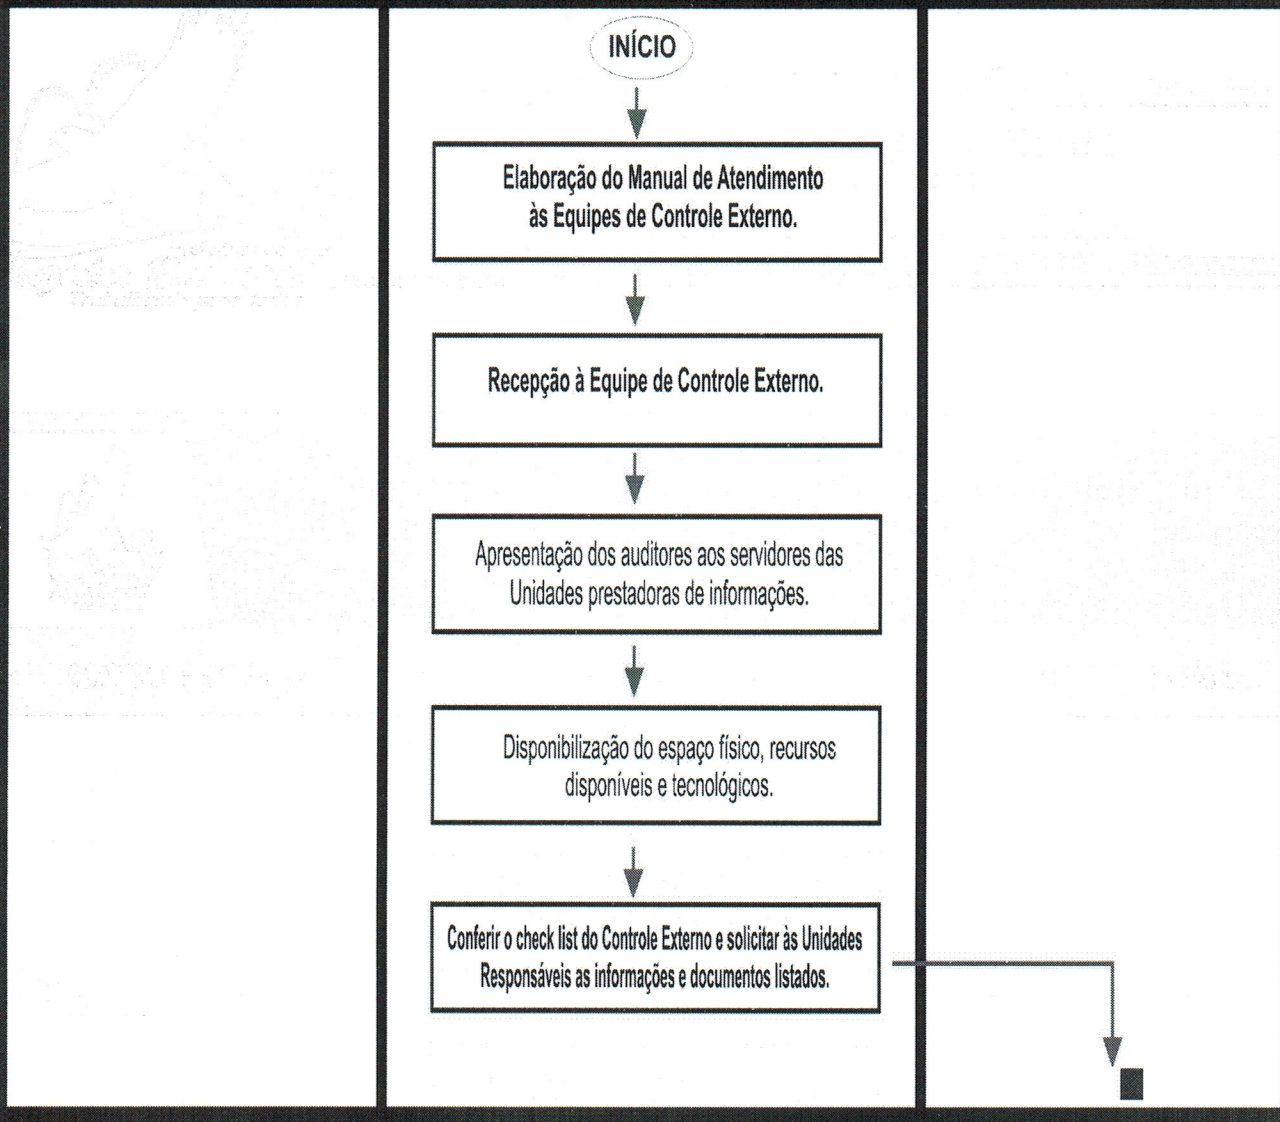 INÍCIO
Elaboração do Manual de Atendimento
às Equipes de Controle Externo.
Recepção à Equipe de Controle Externo.
Apresentação dos auditores aos servidores das
Unidades prestadoras de informações.
Disponibilização do espaço físico, recursos
disponíveis e tecnológicos.
Conferir o check list do Controle Externo e solicitar às Unidades
Responsáveis as informações e documentos listados.